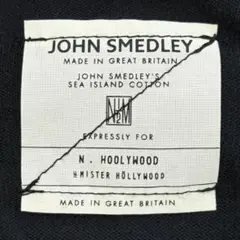 JOHN SMEDLEY
MADE IN GREAT BRITAIN
JOHN SMEDLEY'S
SEA ISLAND COTTON
EXPRESSLY FOR
N. HOOLYWOOD
MISTER HÖLLYWOOD
MADE IN GREAT BRITAIN